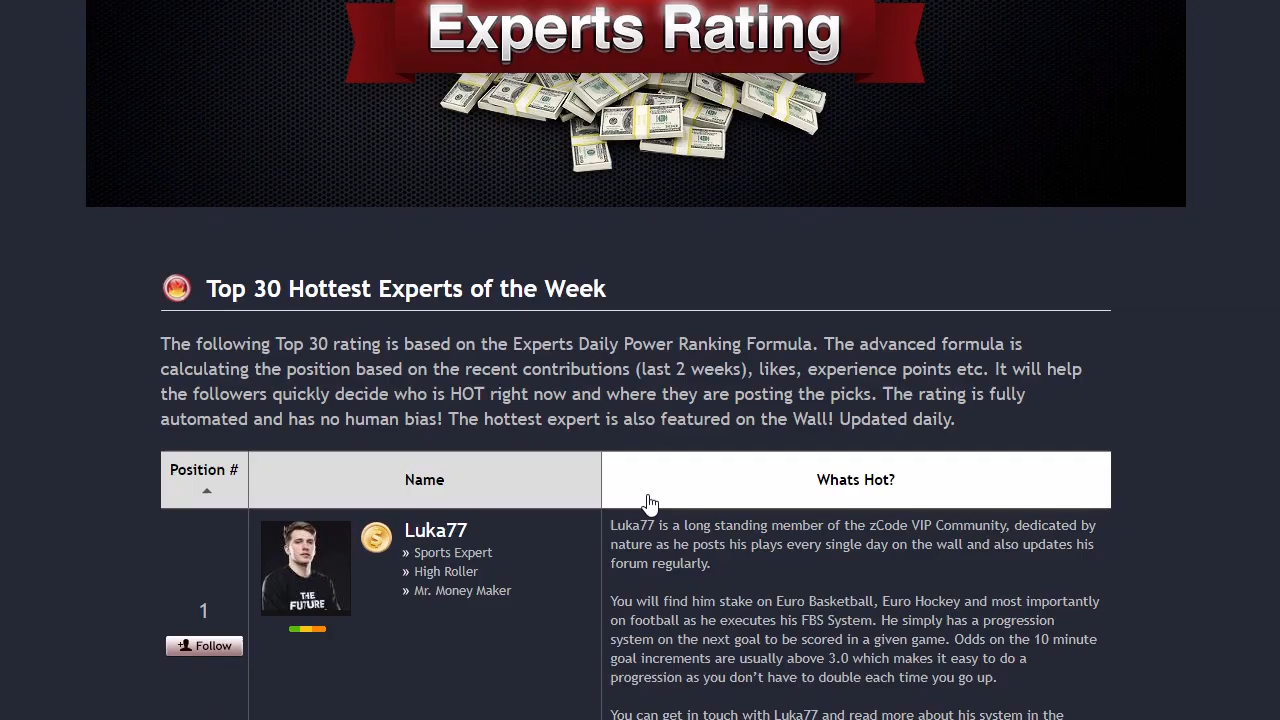 Experts Rating
Top 30 Hottest Experts of the Week
The following Top 30 rating is based on the Experts Daily Power Ranking Formula. The advanced formula is
calculating the position based on the recent contributions (last 2 weeks), likes, experience points etc. It will help
the followers quickly decide who is HOT right now and where they are posting the picks. The rating is fully
automated and has no human bias! The hottest expert is also featured on the Wall! Updated daily.
Position #
Name
Whats Hot?
1
Follow
THE
FUTURE
Luka77
» Sports Expert
» High Roller
» Mr. Money Maker
Luka77 is a long standing member of the zCode VIP Community, dedicated by
nature as he posts his plays every single day on the wall and also updates his
forum regularly.
You will find him stake on Euro Basketball, Euro Hockey and most importantly
on football as he executes his FBS System. He simply has a progression
system on the next goal to be scored in a given game. Odds on the 10 minute
goal increments are usually above 3.0 which makes it easy to do a
progression as you don’t have to double each time you go up.
You can get in touch with Luka77 and read more about his system in the